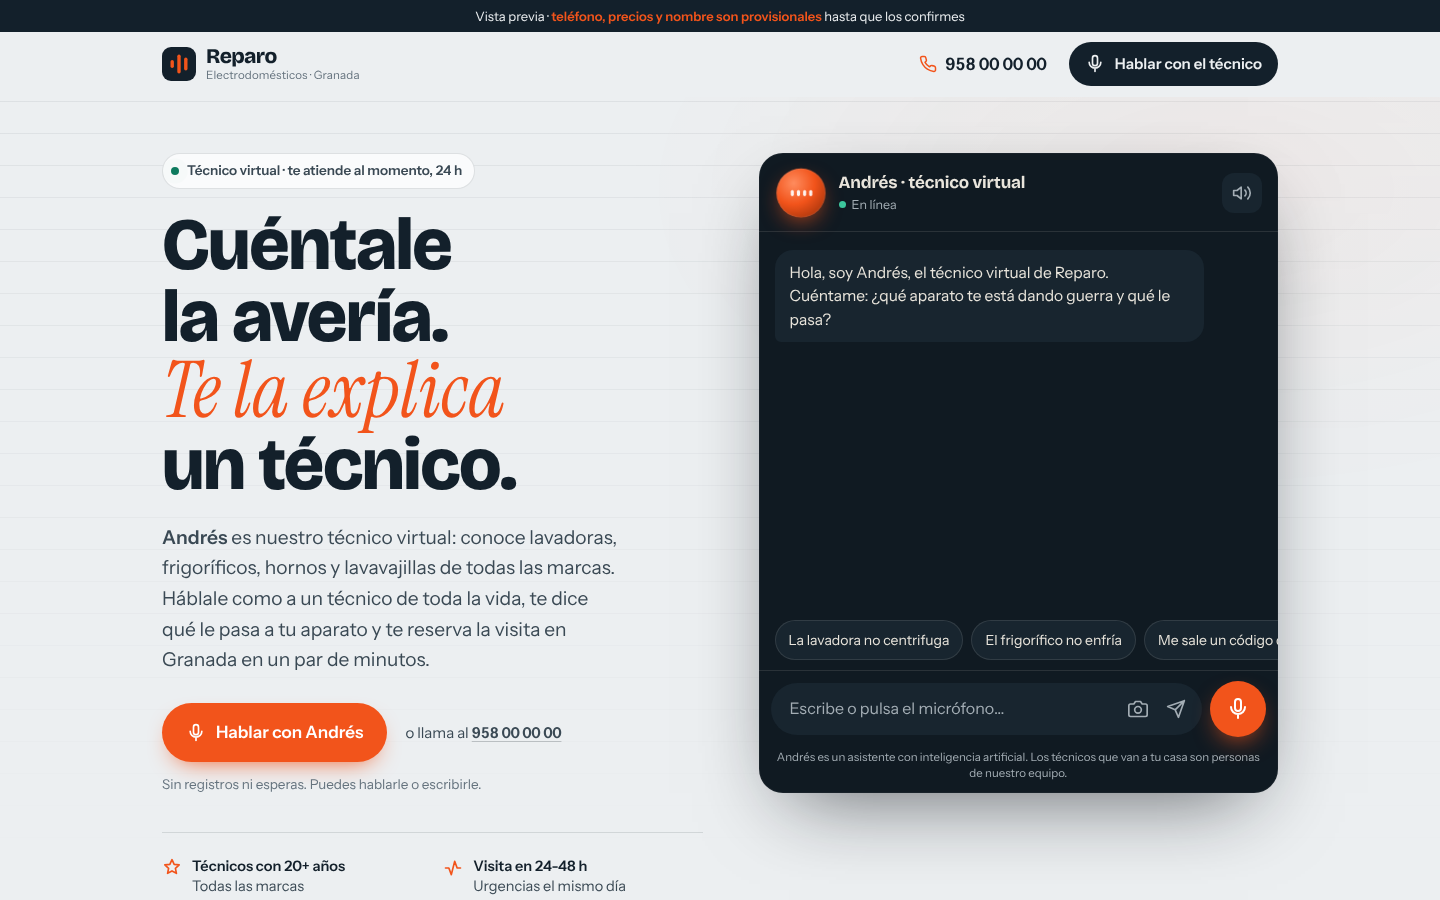 Vista previa · teléfono, precios y nombre son provisionales hasta que los confirmes
Reparo
Electrodomésticos · Granada
958 00 00 00
Hablar con el técnico
Técnico virtual · te atiende al momento, 24 h
Cuéntale
la avería.
Te la explica
un técnico.
Andrés es nuestro técnico virtual: conoce lavadoras,
frigoríficos, hornos y lavavajillas de todas las marcas.
Háblale como a un técnico de toda la vida, te dice
qué le pasa a tu aparato y te reserva la visita en
Granada en un par de minutos.
Hablar con Andrés
o llama al 958 00 00 00
Sin registros ni esperas. Puedes hablarle o escribirle.
Técnicos con 20+ años
Todas las marcas
Visita en 24-48 h
Urgencias el mismo día
Andrés · técnico virtual
En línea
Hola, soy Andrés, el técnico virtual de Reparo.
Cuéntame: ¿qué aparato te está dando guerra y qué le
pasa?
La lavadora no centrifuga
El frigorífico no enfría
Me sale un código
Escribe o pulsa el micrófono...
Andrés es un asistente con inteligencia artificial. Los técnicos que van a tu casa son personas
de nuestro equipo.